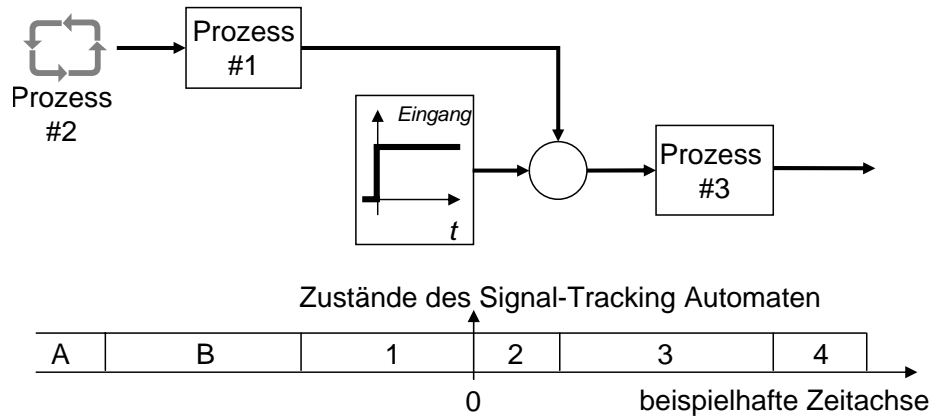 Prozess
#1
Prozess
#2
Eingang
t
Prozess
#3
Zustände des Signal-Tracking Automaten
A B 1 2 3 4
0 beispielhafte Zeitachse